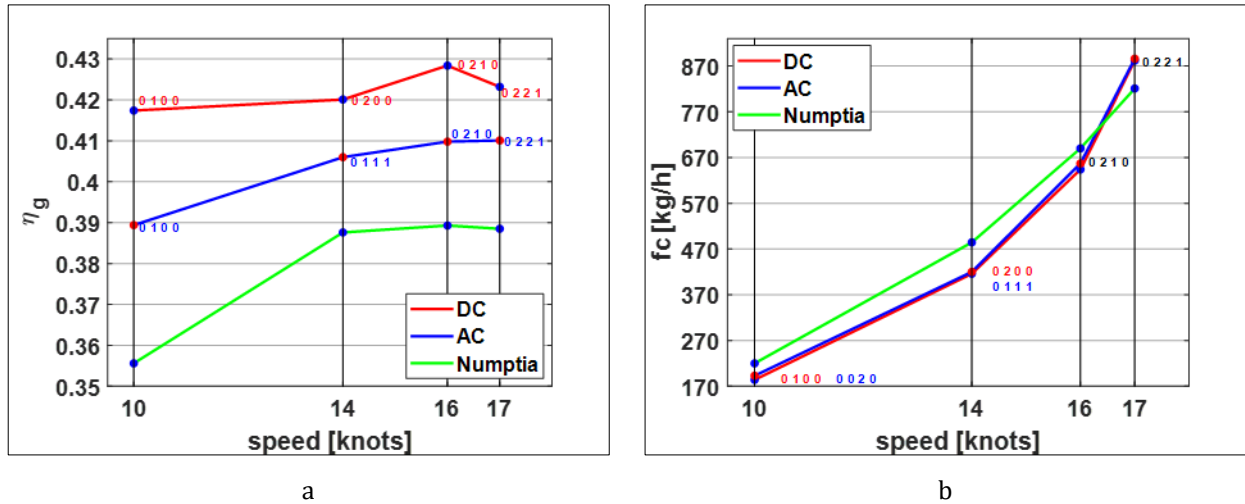 0.43
0.42
0.41
0.4
0.39
0.38
0.37
0.36
0.35
η_g
0 1 0 0
0 2 0 0
0 2 1 0
0 2 2 1
0 1 0 0
0 1 1 1
0 2 1 0
0 2 2 1
DC
AC
Numptia
10 14 16 17
speed [knots]
a
870
770
670
570
470
370
270
170
fc [kg/h]
DC
AC
Numptia
0 2 2 1
0 2 1 0
0 2 0 0
0 1 1 1
0 1 0 0 0 0 2 0
10 14 16 17
speed [knots]
b